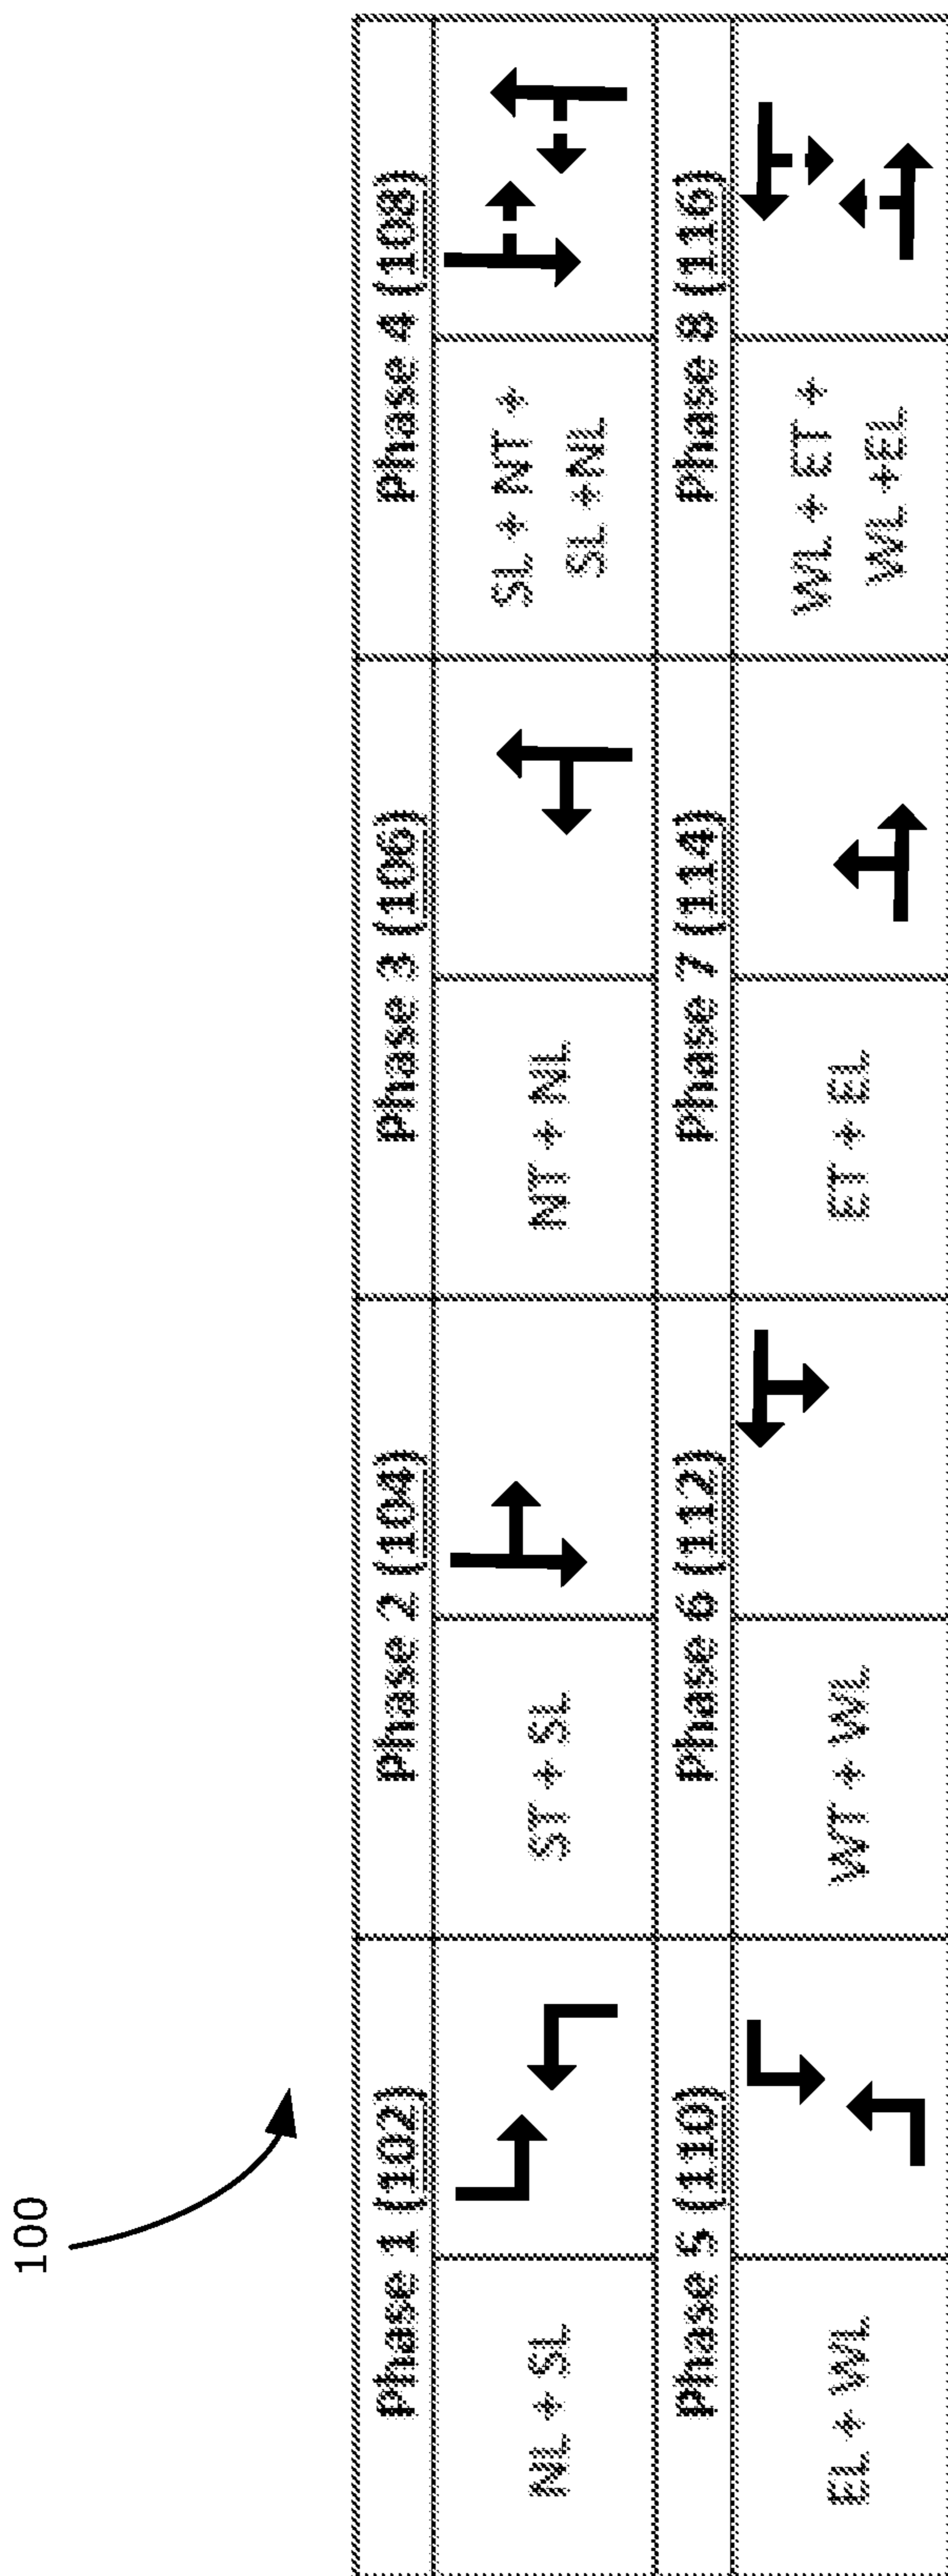 100
Phase 1 (102)
Phase 2 (104)
Phase 3 (106)
Phase 4 (108)
NL + SL
ST + SL
NT + NL
SL + NT +
SL +NL
Phase 5 (110)
Phase 6 (112)
Phase 7 (114)
Phase 8 (116)
EL + WL
WT + WL
ET + EL
WL + ET +
WL +EL